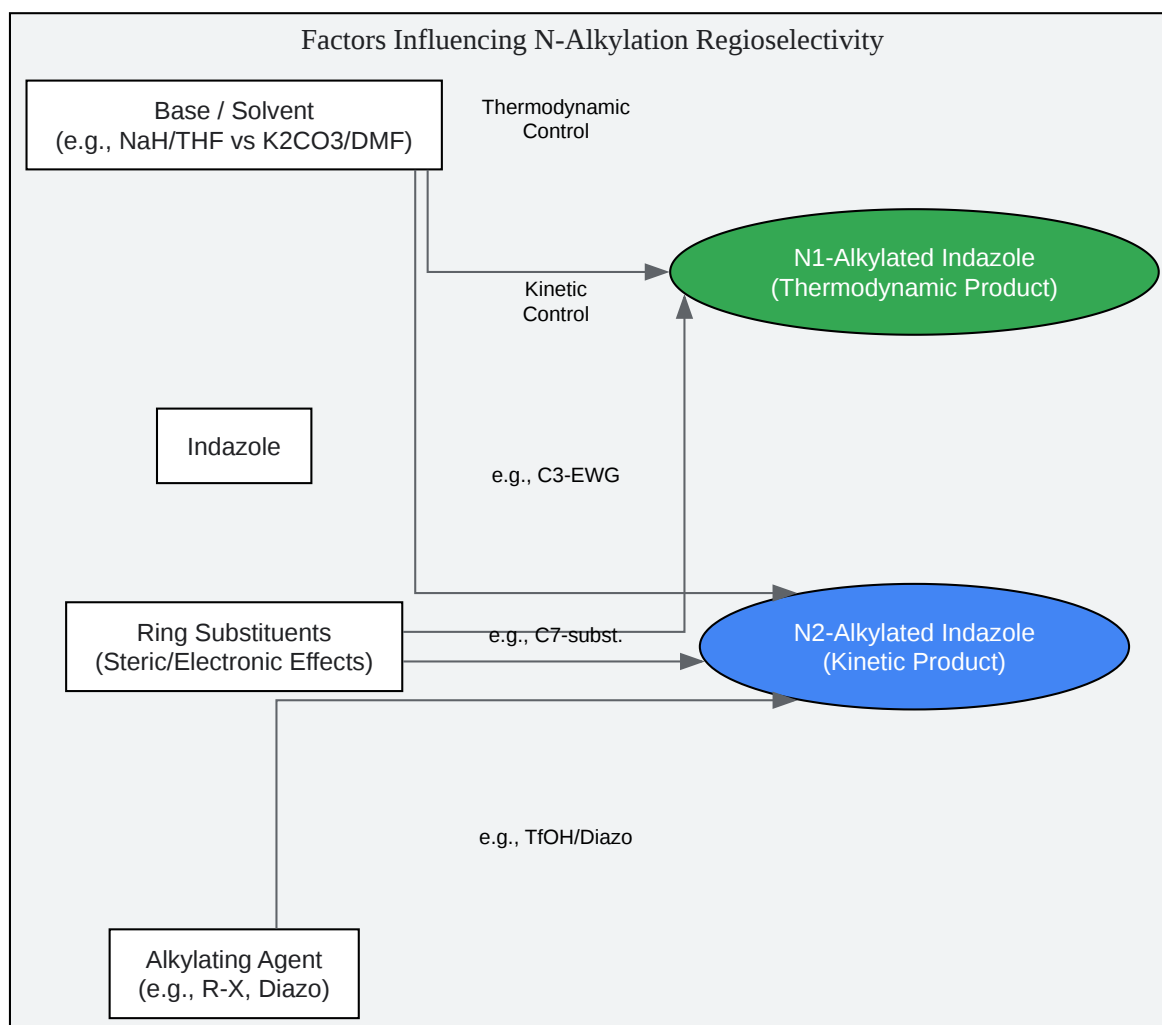 Factors Influencing N-Alkylation Regioselectivity
Base / Solvent
(e.g., NaH/THF vs K2CO3/DMF)
Thermodynamic
Control
N1-Alkylated Indazole
(Thermodynamic Product)
Kinetic
Control
Indazole
e.g., C3-EWG
Ring Substituents
(Steric/Electronic Effects)
e.g., C7-subst.
N2-Alkylated Indazole
(Kinetic Product)
e.g., TfOH/Diazo
Alkylating Agent
(e.g., R-X, Diazo)